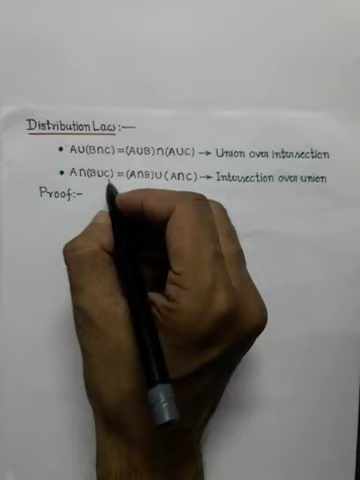 Distribution Law :—
• A∪(B∩C) = (A∪B)∩(A∪C) → Union over intersection
• A∩(B∪C) = (A∩B)∪(A∩C) → Intersection over union
Proof:-